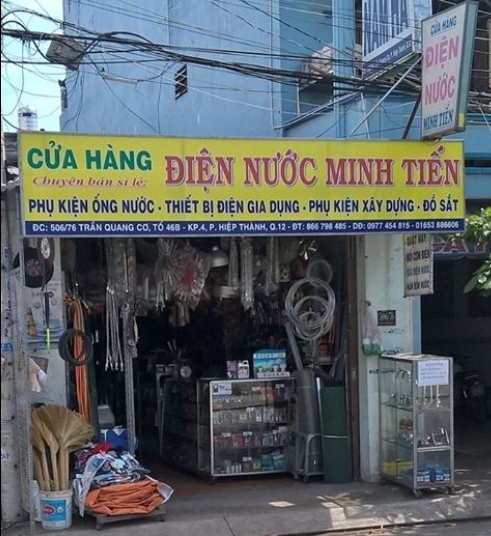 CỬA HÀNG
ĐIỆN
NƯỚC
MINH TIẾN
CỬA HÀNG ĐIỆN NƯỚC MINH TIẾN
Chuyên bán sỉ lẻ:
PHỤ KIỆN ỐNG NƯỚC - THIẾT BỊ ĐIỆN GIA DỤNG - PHỤ KIỆN XÂY DỰNG - ĐỒ SẮT
ĐC: 506/76 TRẦN QUANG CƠ, TỔ 46B - KP.4, P. HIỆP THÀNH, Q.12 - ĐT: 866 798 485 - DĐ: 0977 454 815 - 01653 886606